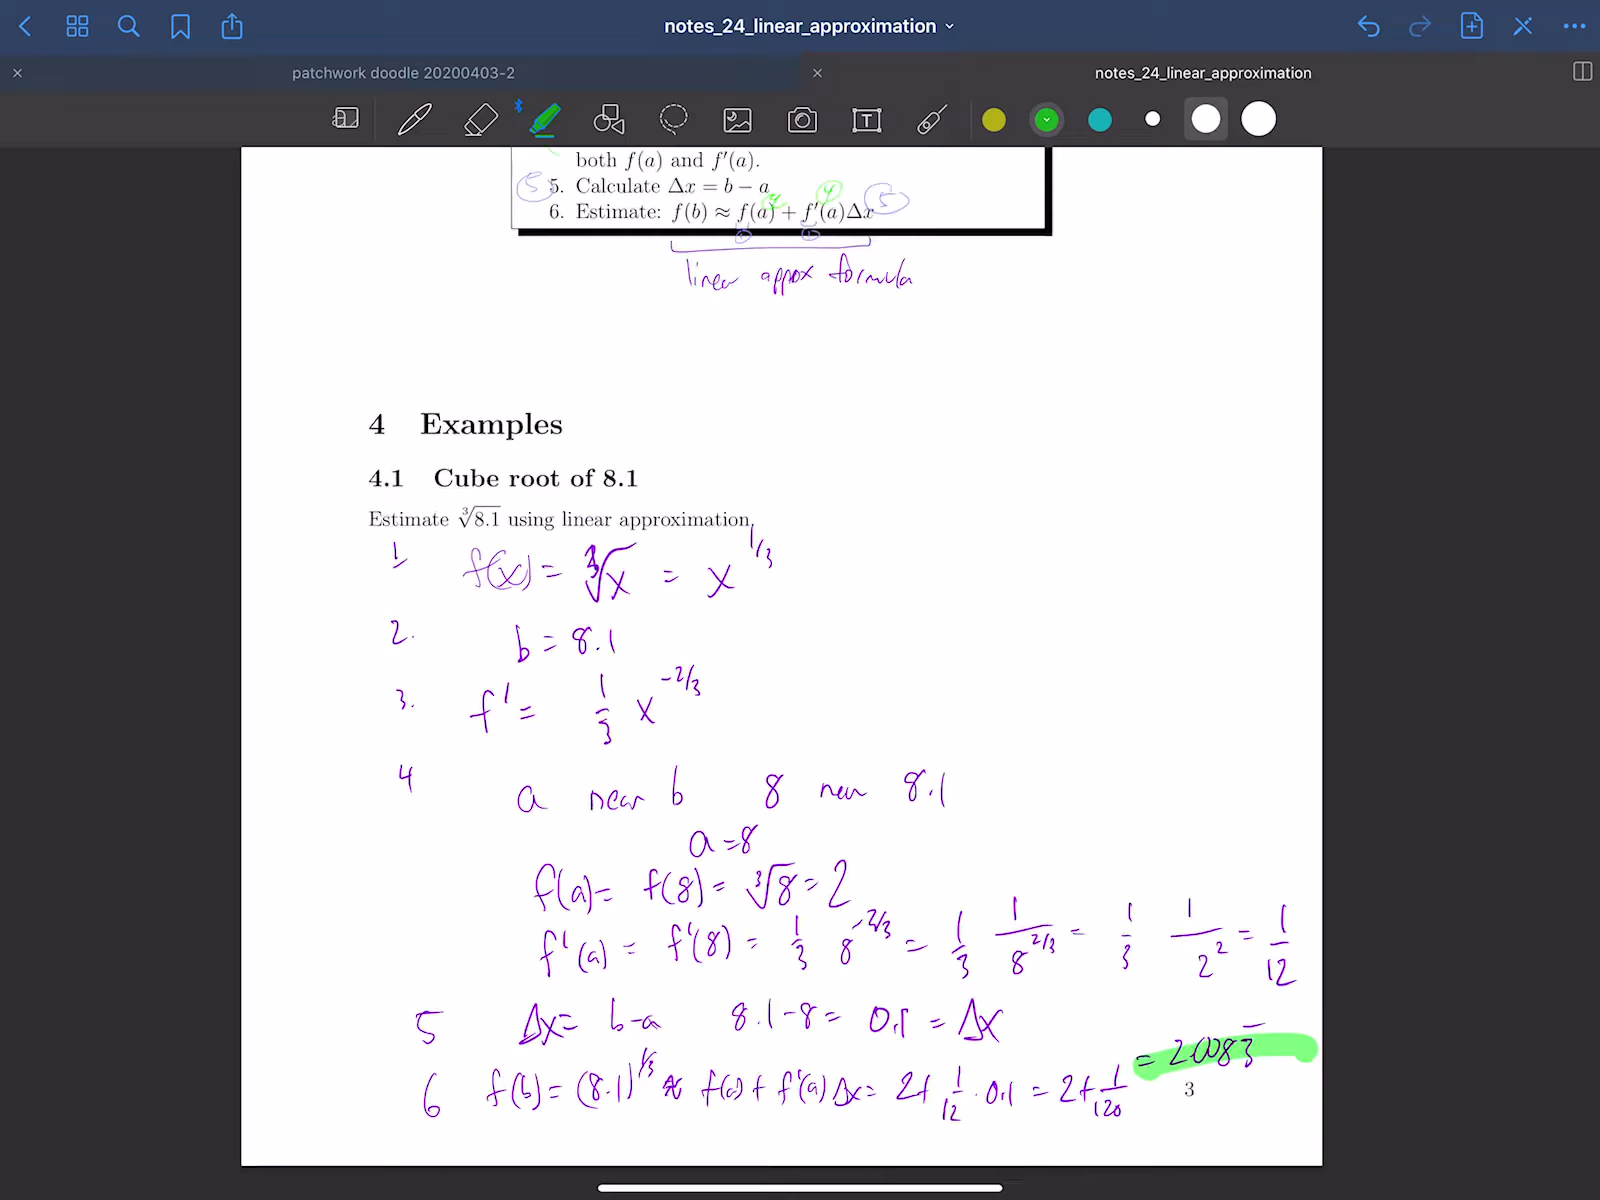 notes_24_linear_approximation
patchwork doodle 20200403-2
notes_24_linear_approximation
T
both f(a) and f′(a).
5 5. Calculate Δx = b − a
4 4 5
6. Estimate: f(b) ≈ f(a) + f′(a)Δx
linear approx formula
4 Examples
4.1 Cube root of 8.1
Estimate ∛8.1 using linear approximation.
1 f(x) = ∛x = x^1/3
2. b = 8.1
3. f' = 1/3 x^-2/3
4 a near b 8 near 8.1
a = 8
f(a) = f(8) = ∛8 = 2
f'(a) = f'(8) = 1/3 8^-2/3 = 1/3 1/8^2/3 = 1/3 1/2^2 = 1/12
5 Δx = b-a 8.1-8 = 0.1 = Δx
6 f(b) = (8.1)^1/3 ≈ f(a) + f'(a) Δx = 2 + 1/12 · 0.1 = 2 + 1/120 = 2.0083̅
3